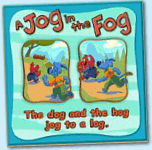 A Jog in the Fog
The dog and the hog
jog to a log.